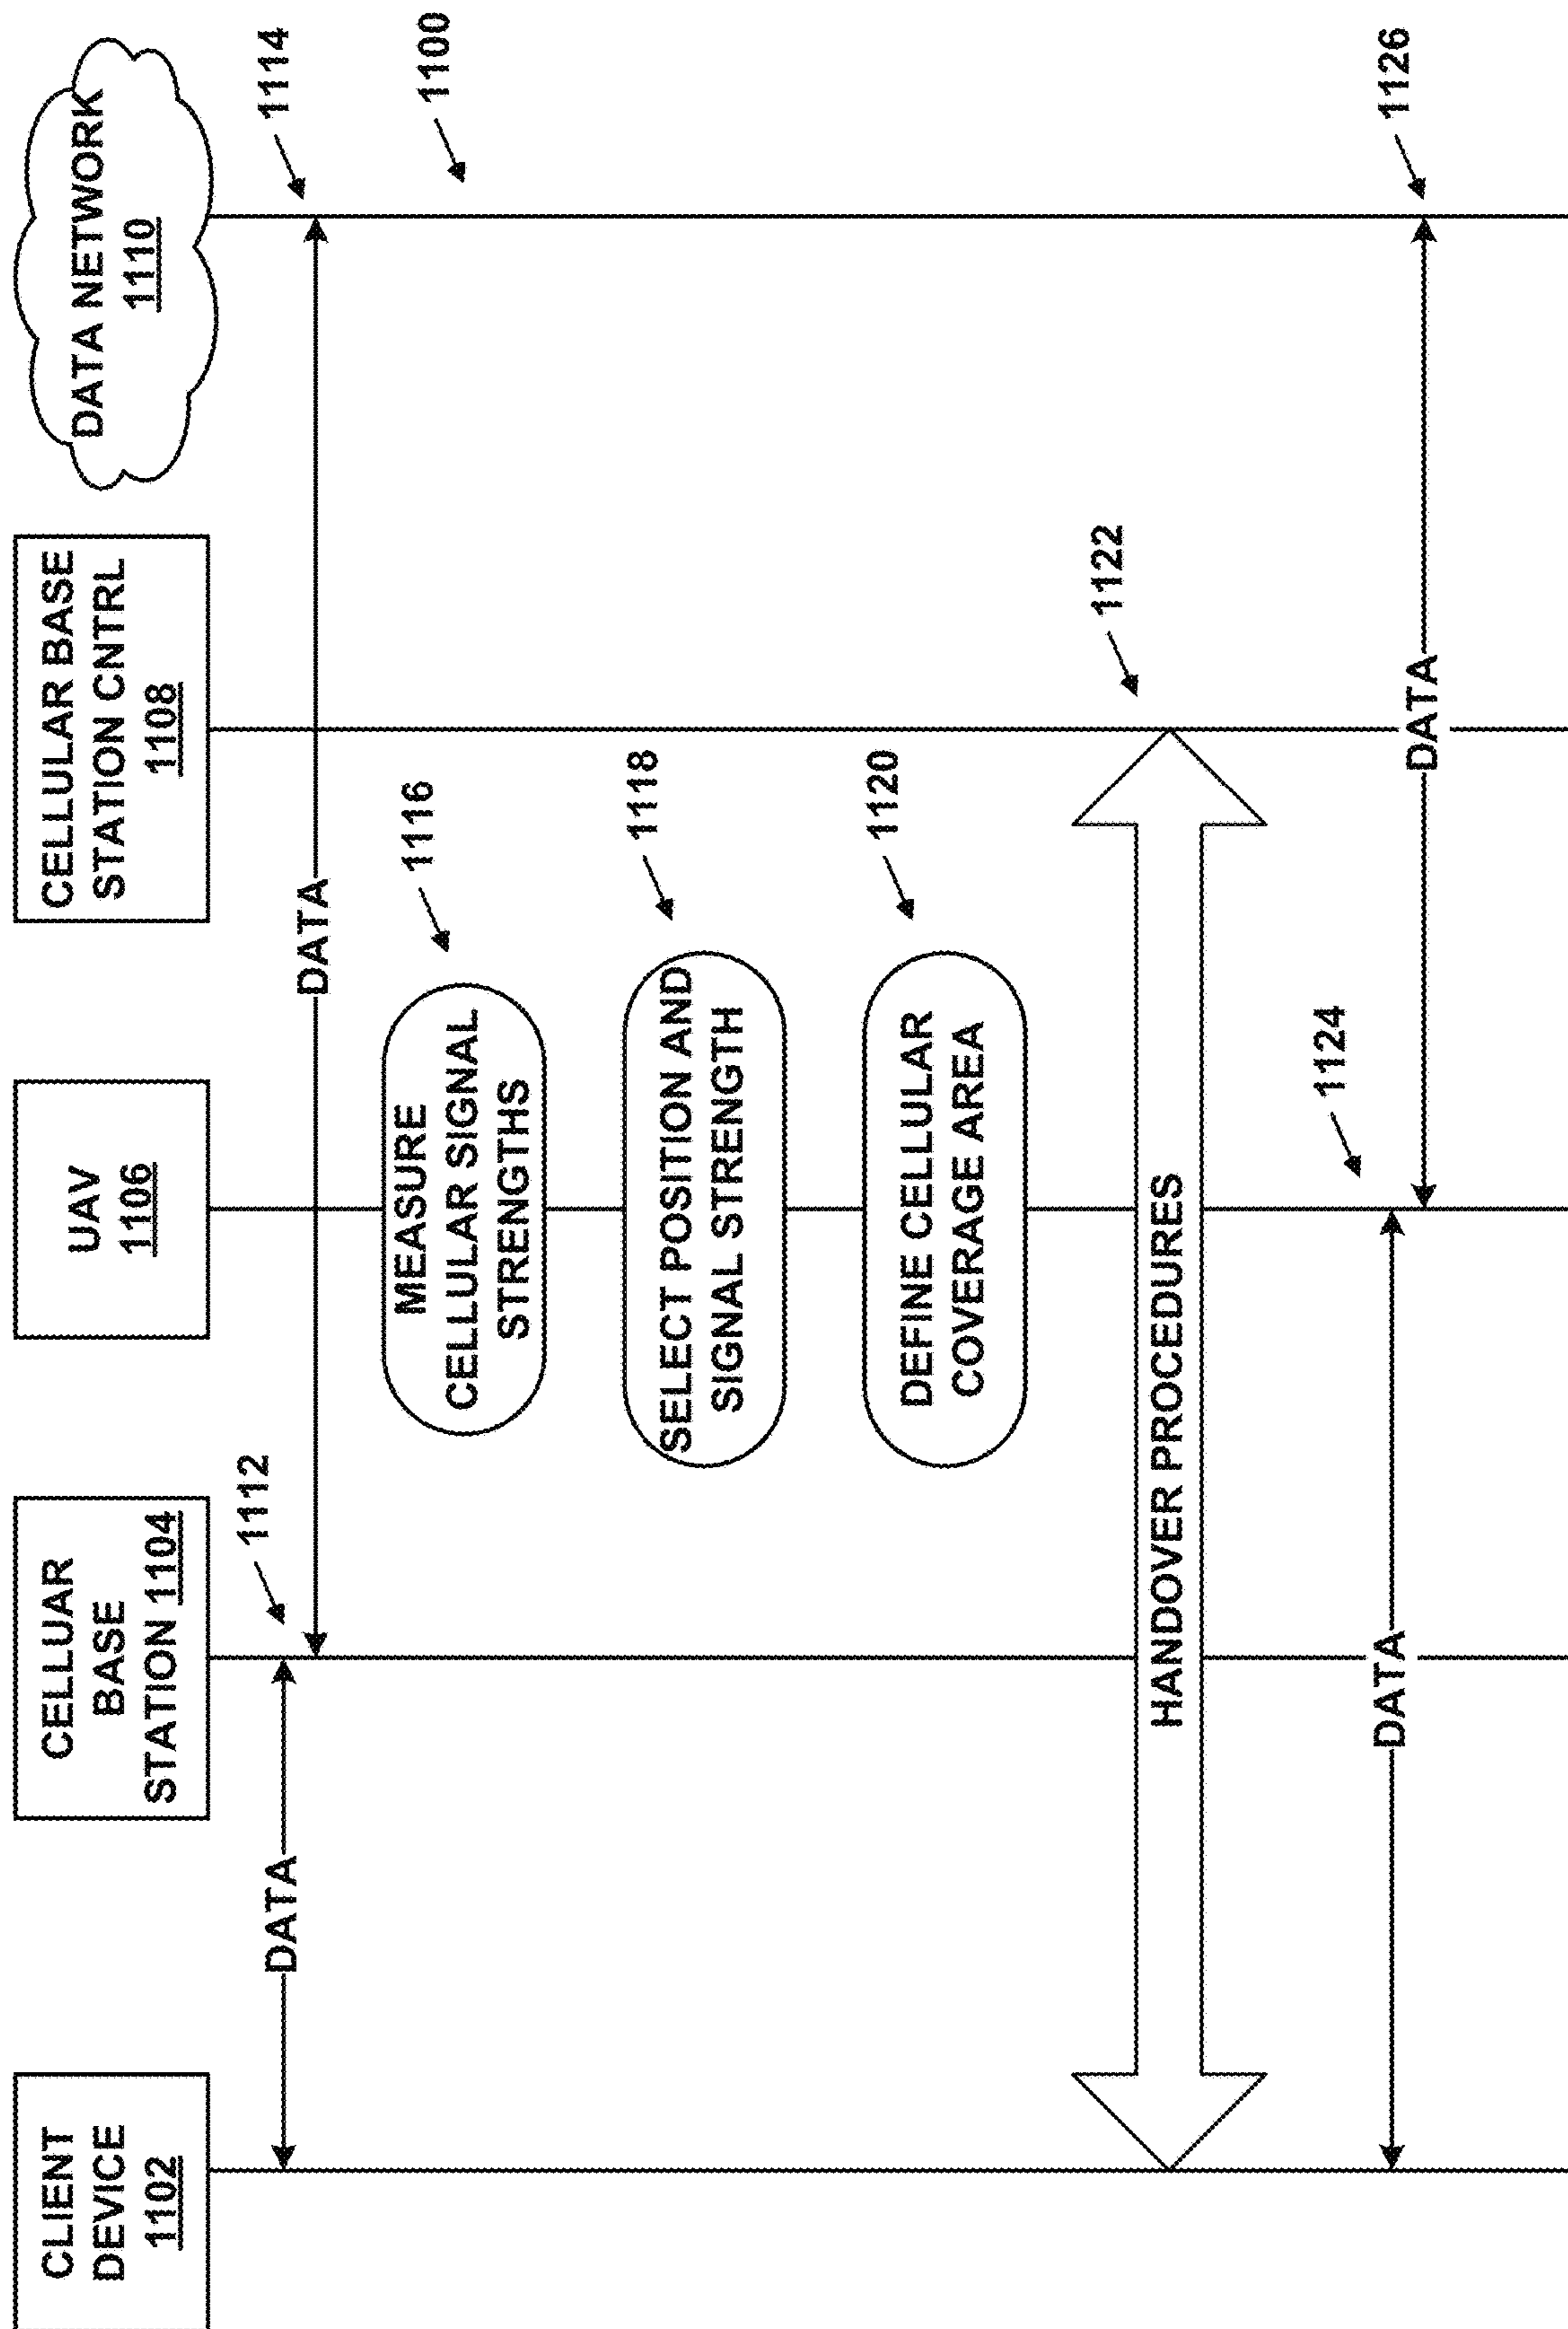 CLIENT
DEVICE
1102
CELLUAR
BASE
STATION 1104
UAV
1106
CELLULAR BASE
STATION CNTRL
1108
DATA NETWORK
1110
1112
DATA
1114
DATA
1100
MEASURE
CELLULAR SIGNAL
STRENGTHS
1116
SELECT POSITION AND
SIGNAL STRENGTH
1118
DEFINE CELLULAR
COVERAGE AREA
1120
1122
HANDOVER PROCEDURES
1124
DATA
1126
DATA